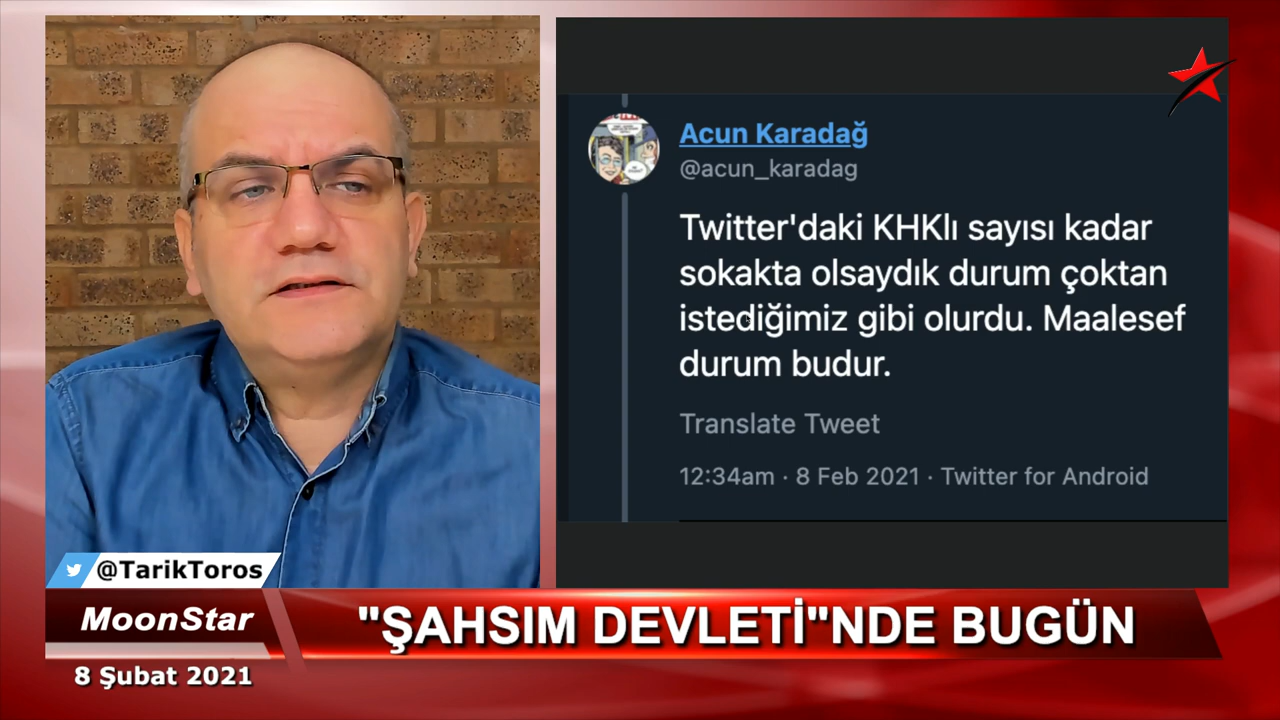 Acun Karadağ
@acun_karadag
Twitter'daki KHKlı sayısı kadar
sokakta olsaydık durum çoktan
istediğimiz gibi olurdu. Maalesef
durum budur.
Translate Tweet
12:34am · 8 Feb 2021 · Twitter for Android
@TarikToros
MoonStar
"ŞAHSIM DEVLETİ"NDE BUGÜN
8 Şubat 2021